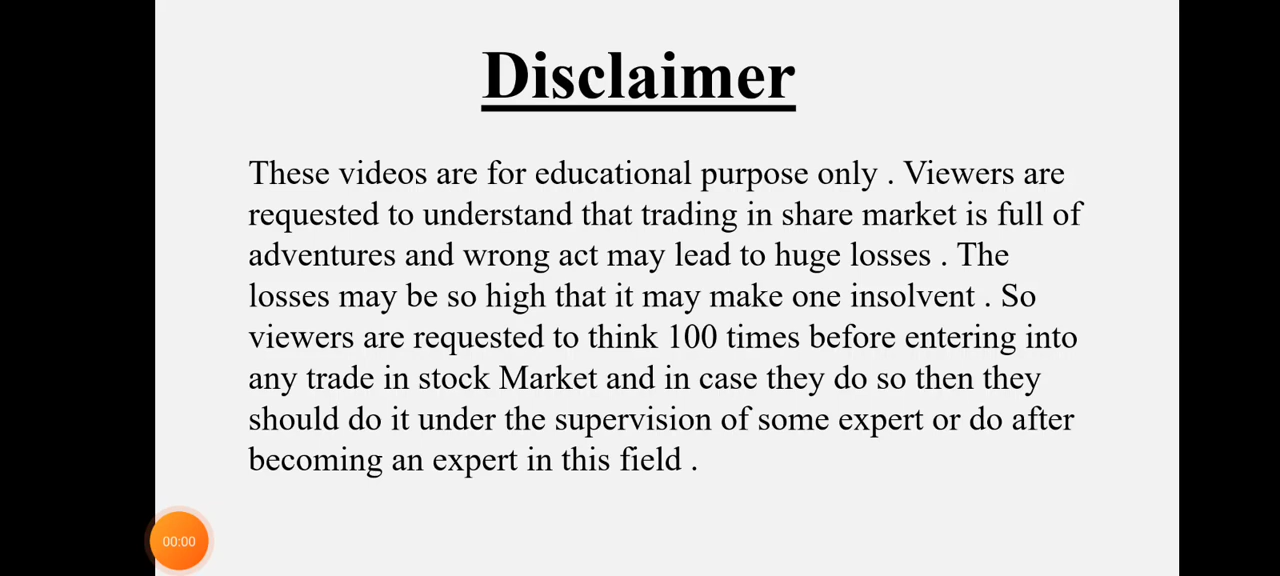 Disclaimer
These videos are for educational purpose only . Viewers are
requested to understand that trading in share market is full of
adventures and wrong act may lead to huge losses . The
losses may be so high that it may make one insolvent . So
viewers are requested to think 100 times before entering into
any trade in stock Market and in case they do so then they
should do it under the supervision of some expert or do after
becoming an expert in this field .
00:00